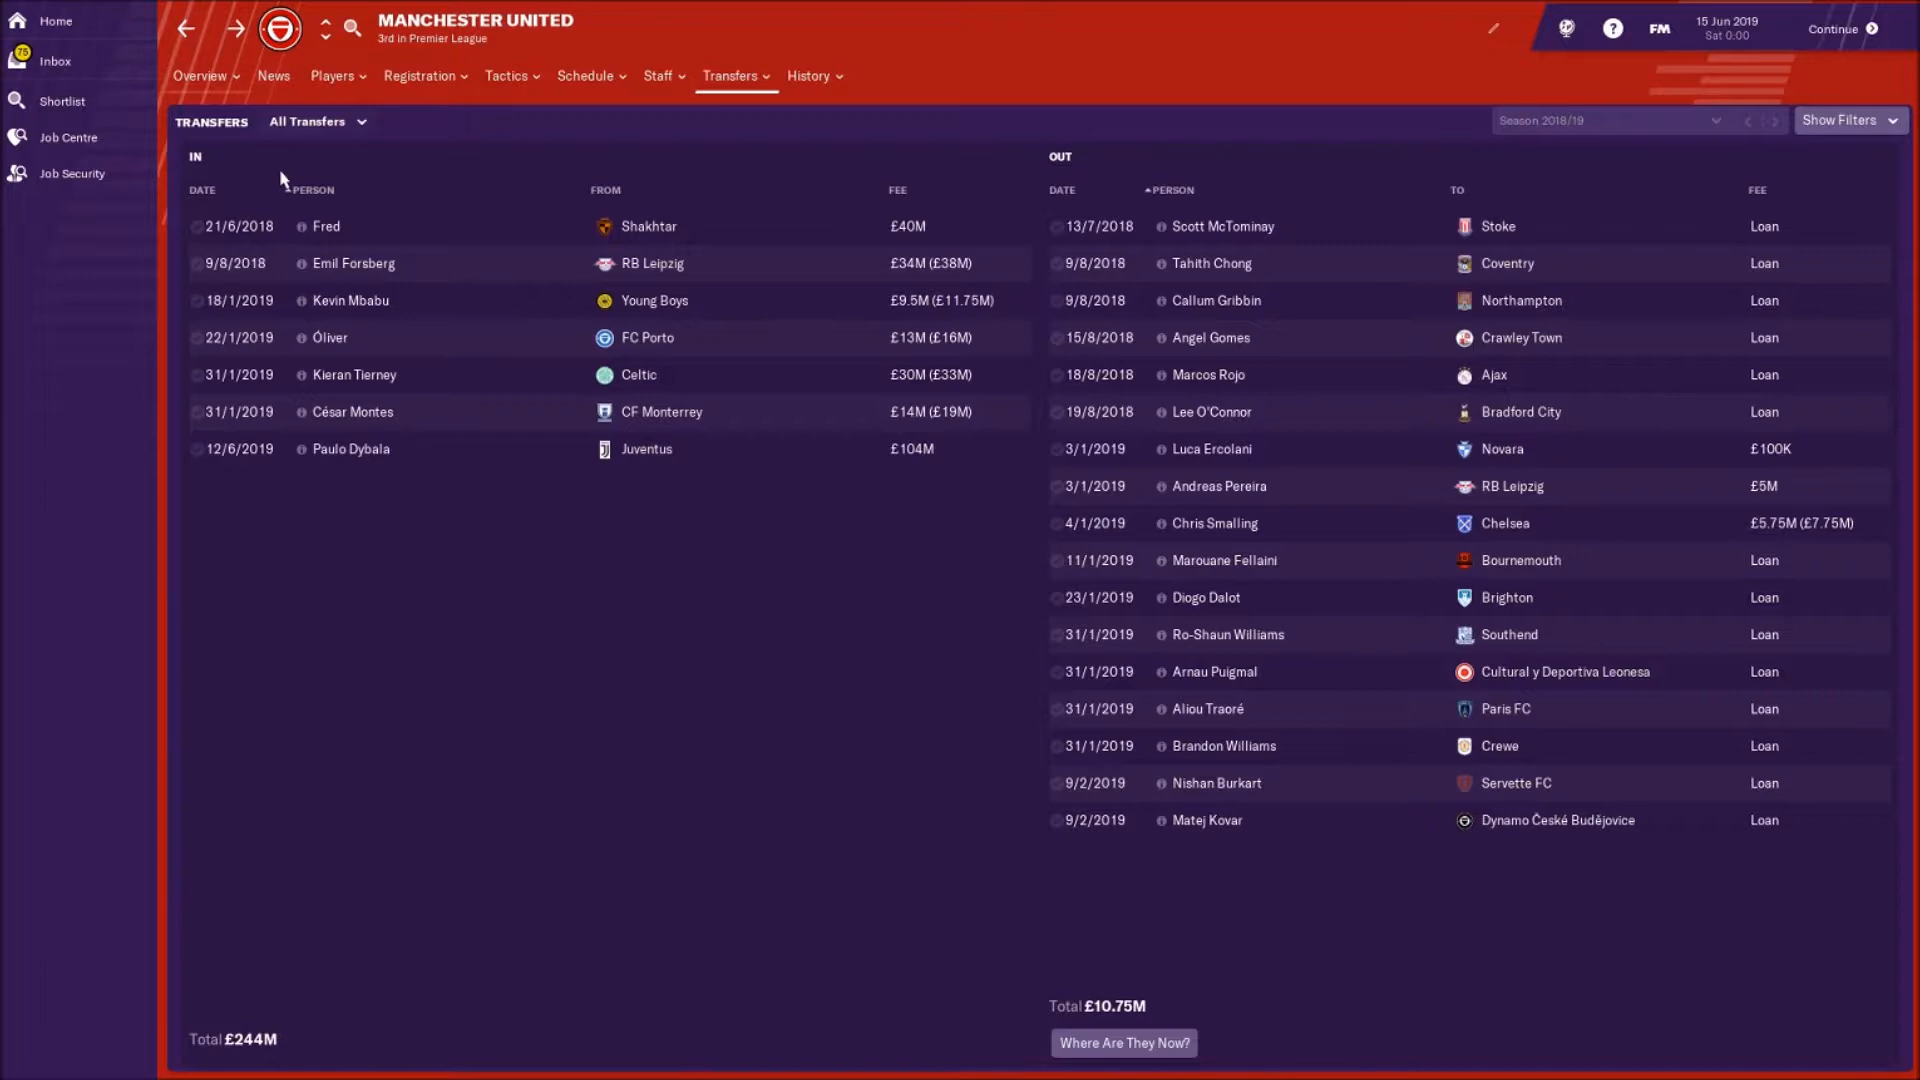 Home
75
Inbox
Shortlist
Job Centre
Job Security
MANCHESTER UNITED
3rd in Premier League
FM
15 Jun 2019
Sat 0:00
Continue
Overview News Players Registration Tactics Schedule Staff Transfers History
TRANSFERS All Transfers Season 2018/19 Show Filters
IN
DATE PERSON FROM FEE
21/6/2018 Fred Shakhtar £40M
9/8/2018 Emil Forsberg RB Leipzig £34M (£38M)
18/1/2019 Kevin Mbabu Young Boys £9.5M (£11.75M)
22/1/2019 Óliver FC Porto £13M (£16M)
31/1/2019 Kieran Tierney Celtic £30M (£33M)
31/1/2019 César Montes CF Monterrey £14M (£19M)
12/6/2019 Paulo Dybala Juventus £104M
Total £244M
OUT
DATE PERSON TO FEE
13/7/2018 Scott McTominay Stoke Loan
9/8/2018 Tahith Chong Coventry Loan
9/8/2018 Callum Gribbin Northampton Loan
15/8/2018 Angel Gomes Crawley Town Loan
18/8/2018 Marcos Rojo Ajax Loan
19/8/2018 Lee O'Connor Bradford City Loan
3/1/2019 Luca Ercolani Novara £100K
3/1/2019 Andreas Pereira RB Leipzig £5M
4/1/2019 Chris Smalling Chelsea £5.75M (£7.75M)
11/1/2019 Marouane Fellaini Bournemouth Loan
23/1/2019 Diogo Dalot Brighton Loan
31/1/2019 Ro-Shaun Williams Southend Loan
31/1/2019 Arnau Puigmal Cultural y Deportiva Leonesa Loan
31/1/2019 Aliou Traoré Paris FC Loan
31/1/2019 Brandon Williams Crewe Loan
9/2/2019 Nishan Burkart Servette FC Loan
9/2/2019 Matej Kovar Dynamo České Budějovice Loan
Total £10.75M
Where Are They Now?